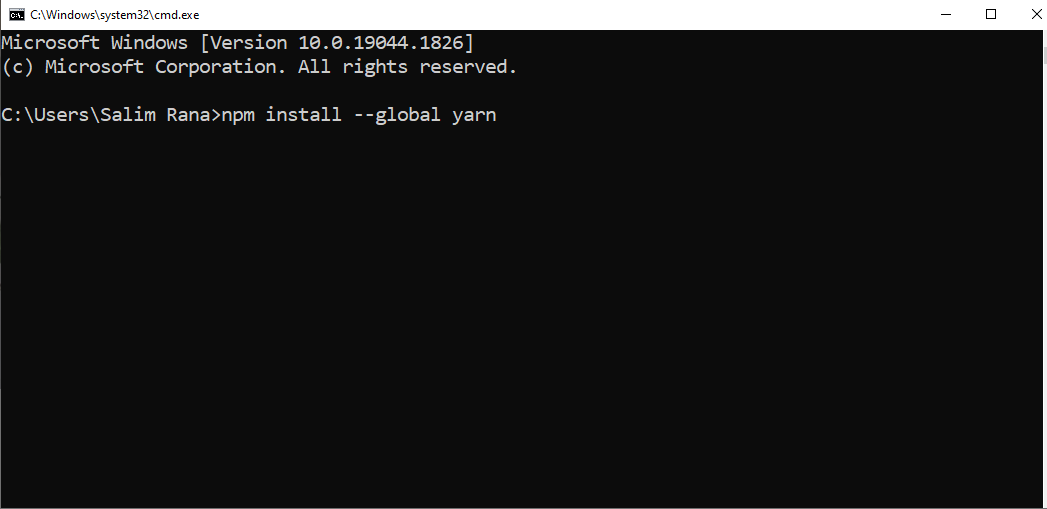 C:\Windows\system32\cmd.exe
Microsoft Windows [Version 10.0.19044.1826]
(c) Microsoft Corporation. All rights reserved.
C:\Users\Salim Rana>npm install --global yarn